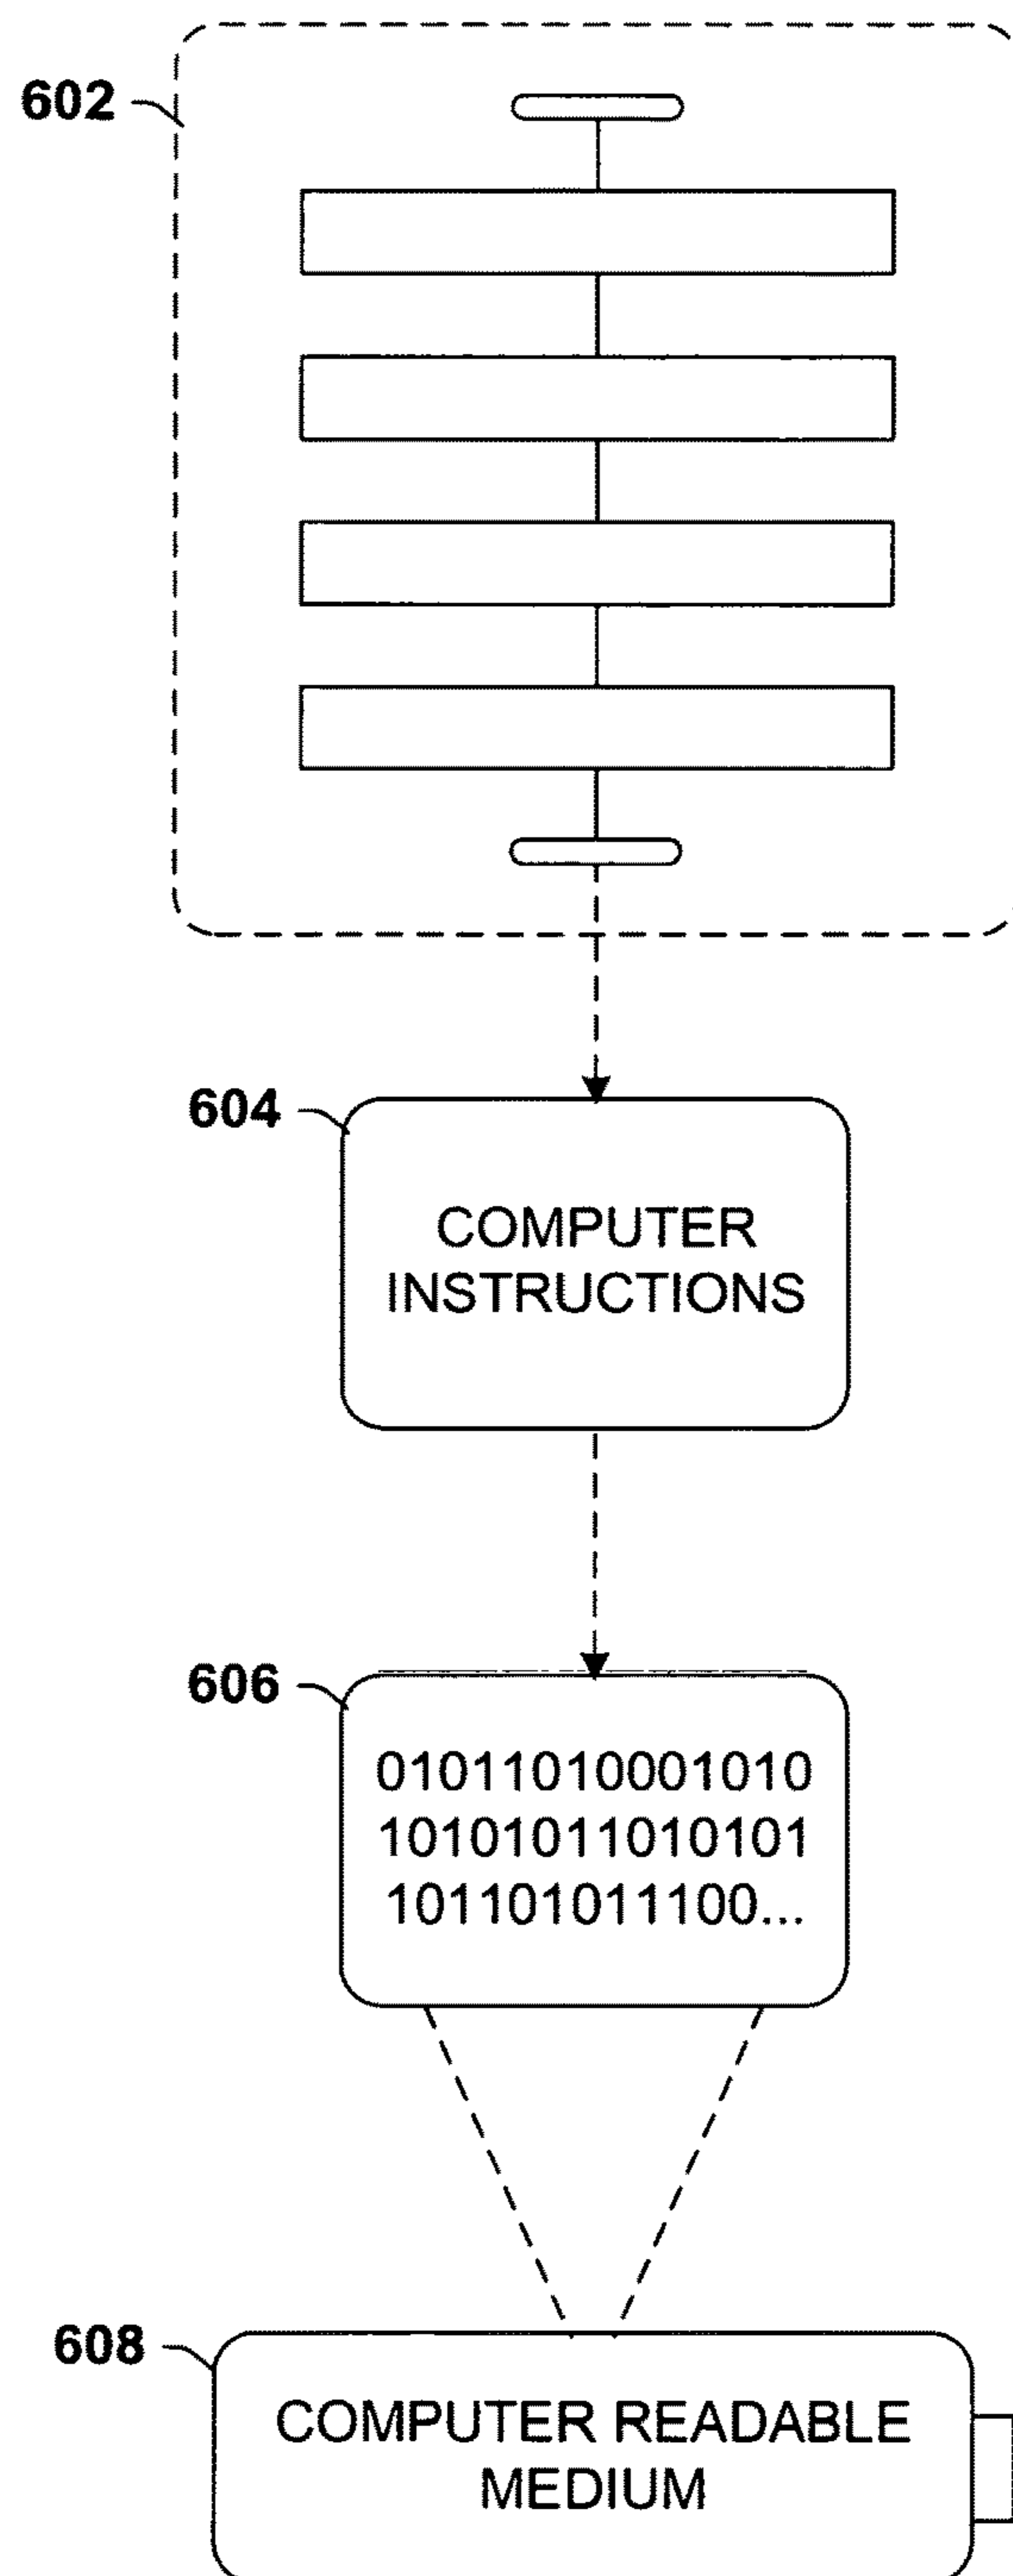 602
604
COMPUTER
INSTRUCTIONS
606
01011010001010
10101011010101
101101011100...
608
COMPUTER READABLE
MEDIUM